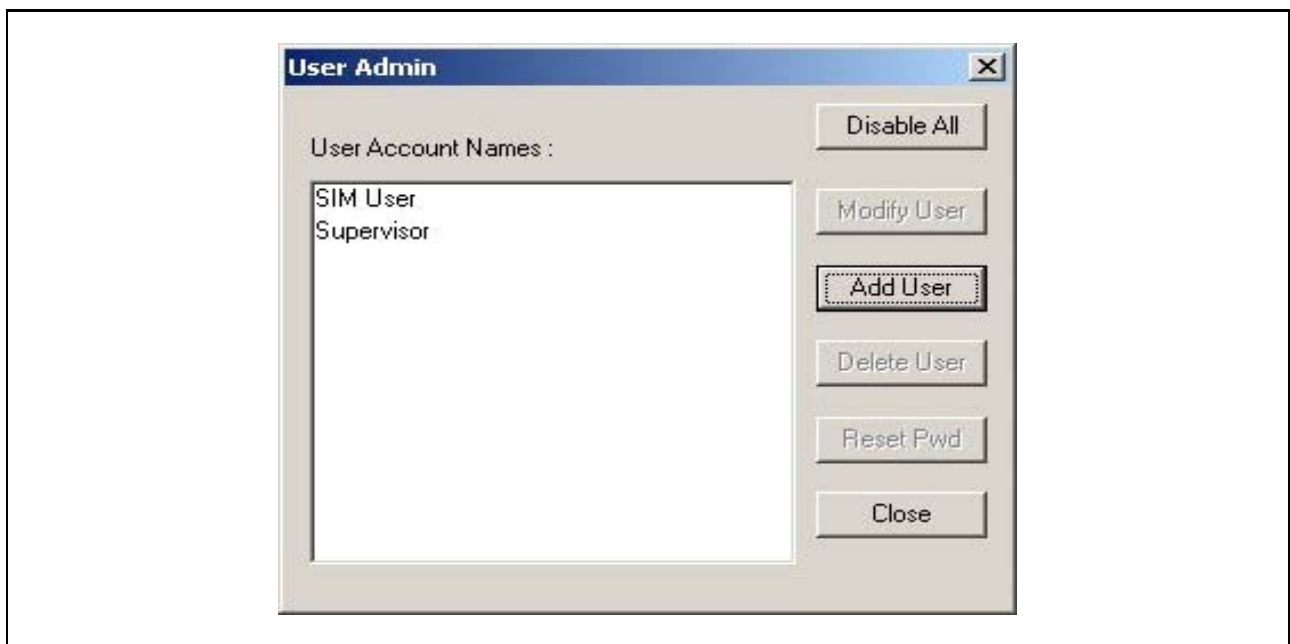 User Admin
Disable All
User Account Names :
SIM User
Supervisor
Modify User
Add User
Delete User
Reset Pwd
Close